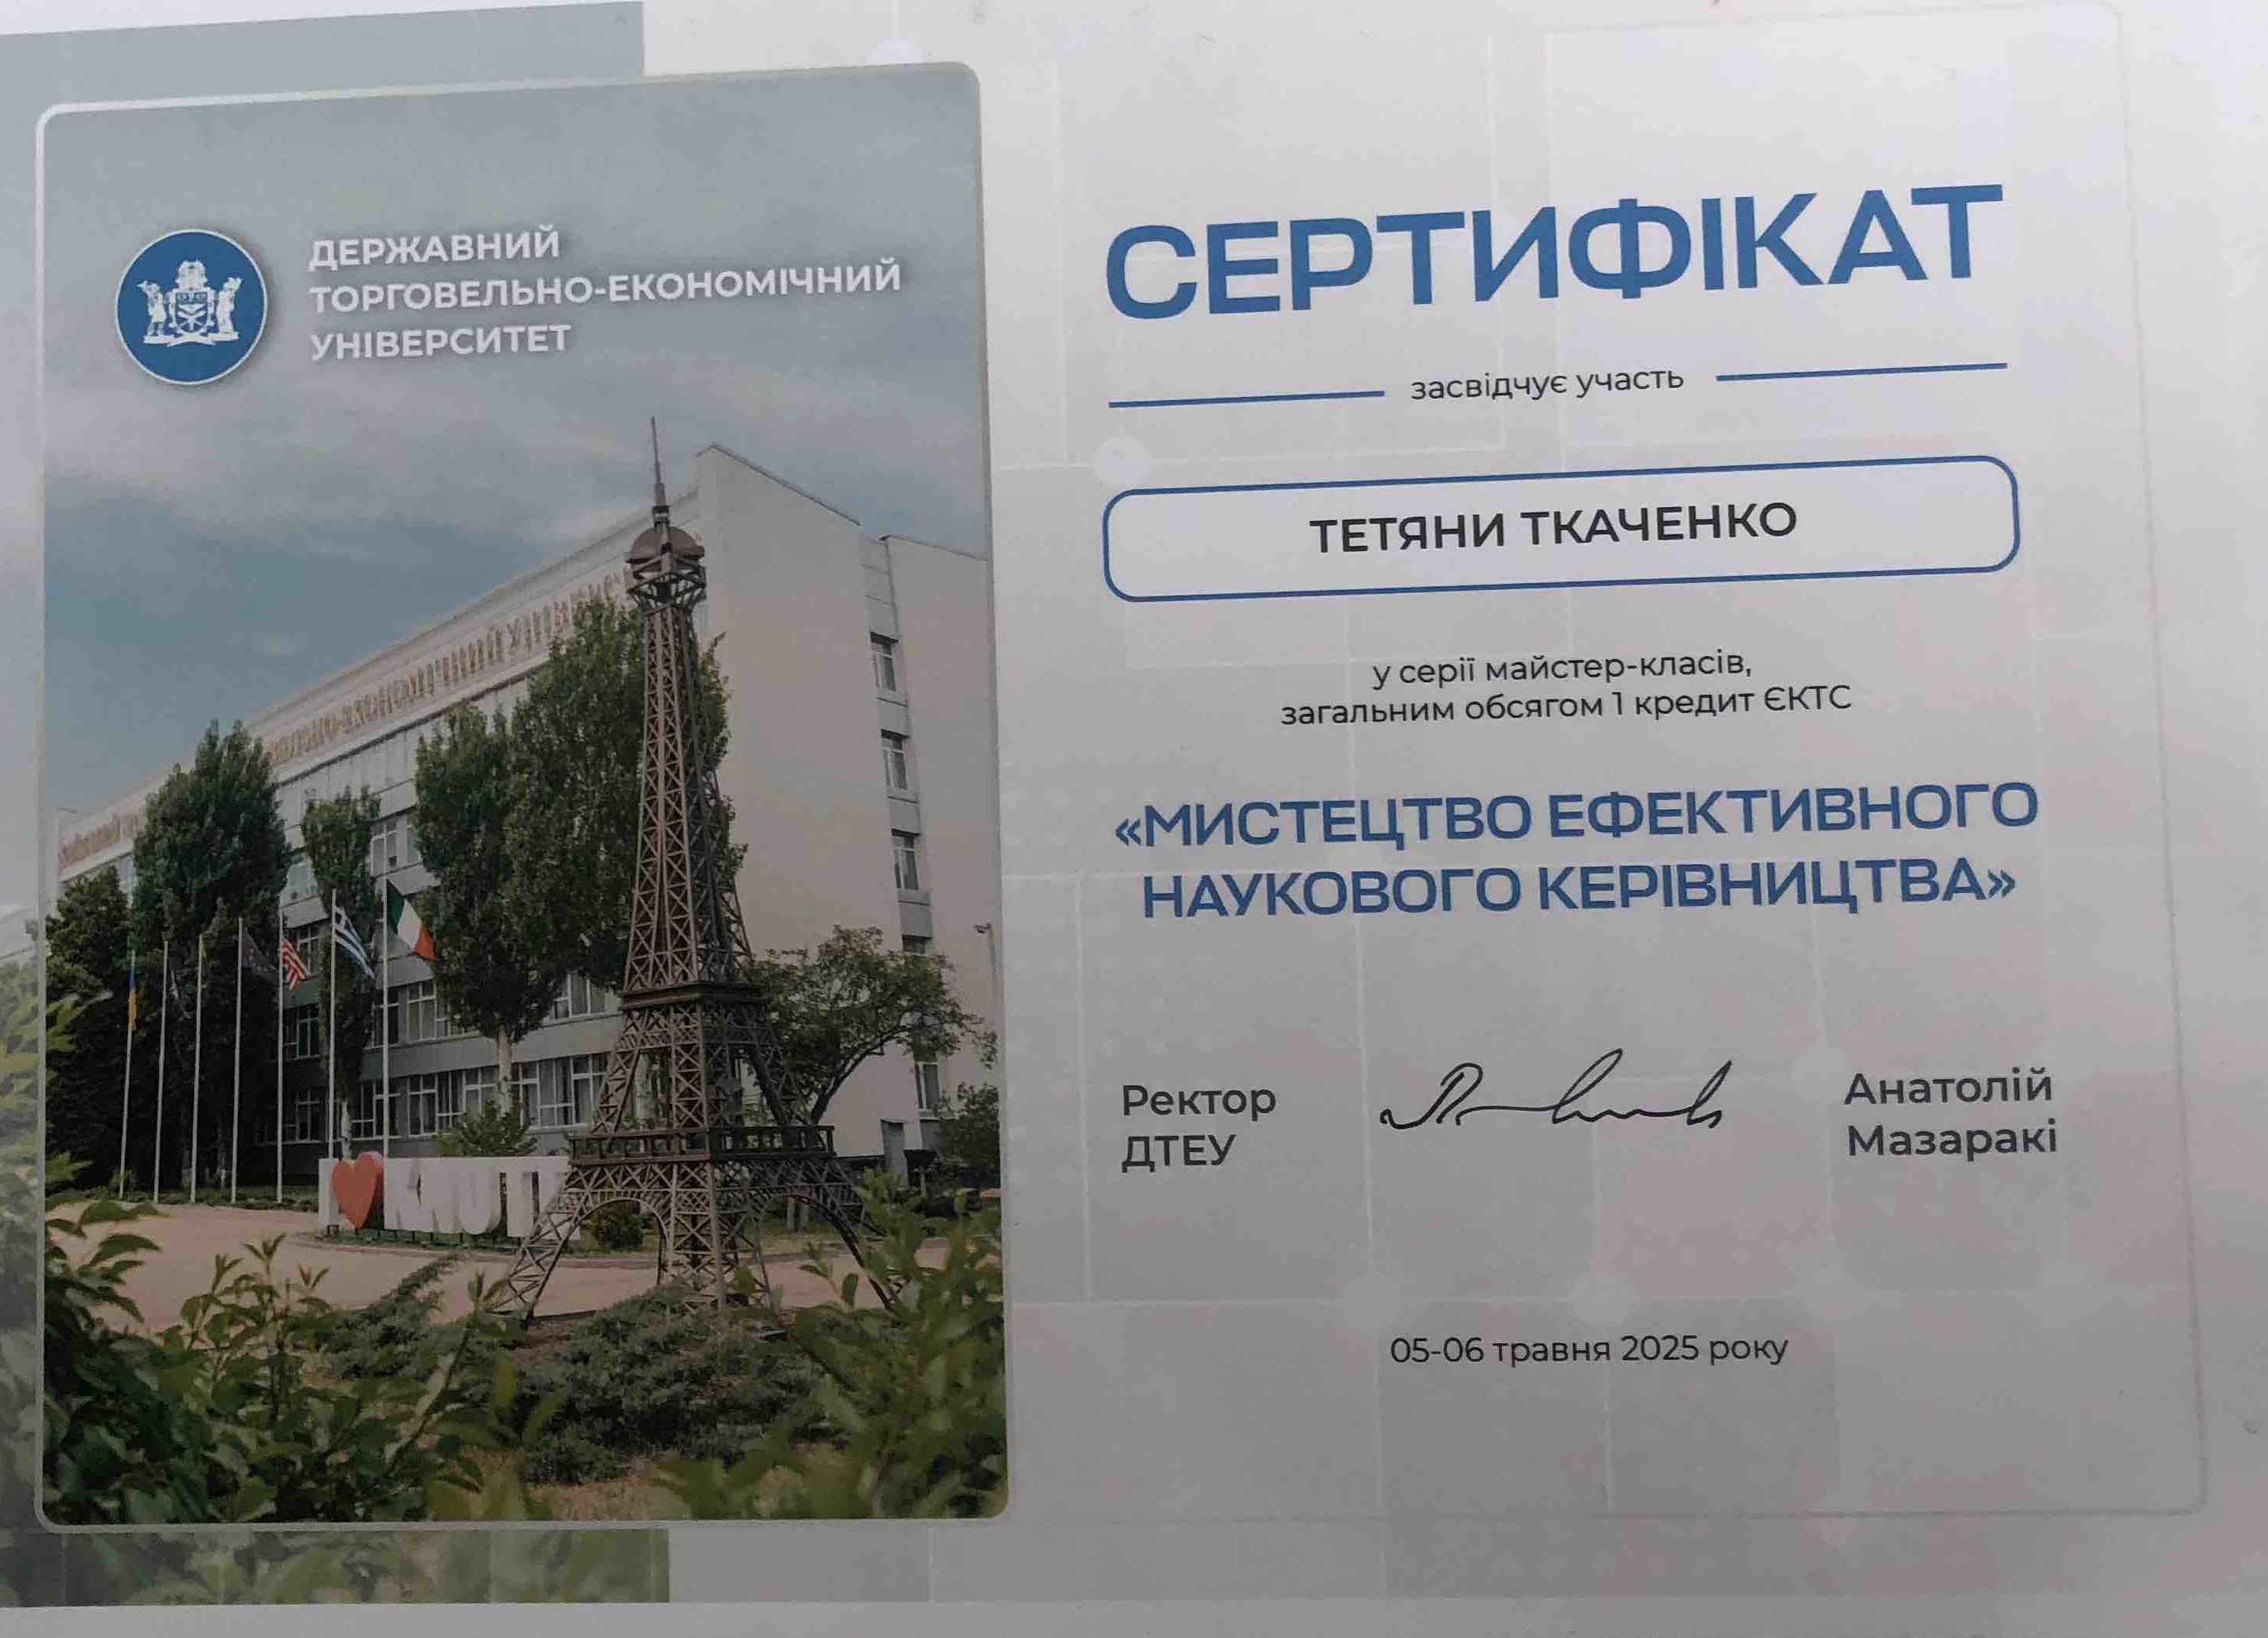 ДЕРЖАВНИЙ
ТОРГОВЕЛЬНО-ЕКОНОМІЧНИЙ
УНІВЕРСИТЕТ
СЕРТИФІКАТ
засвідчує участь
ТЕТЯНИ ТКАЧЕНКО
у серії майстер-класів,
загальним обсягом 1 кредит ЄКТС
«МИСТЕЦТВО ЕФЕКТИВНОГО
НАУКОВОГО КЕРІВНИЦТВА»
Ректор
ДТЕУ
Анатолій
Мазаракі
05-06 травня 2025 року